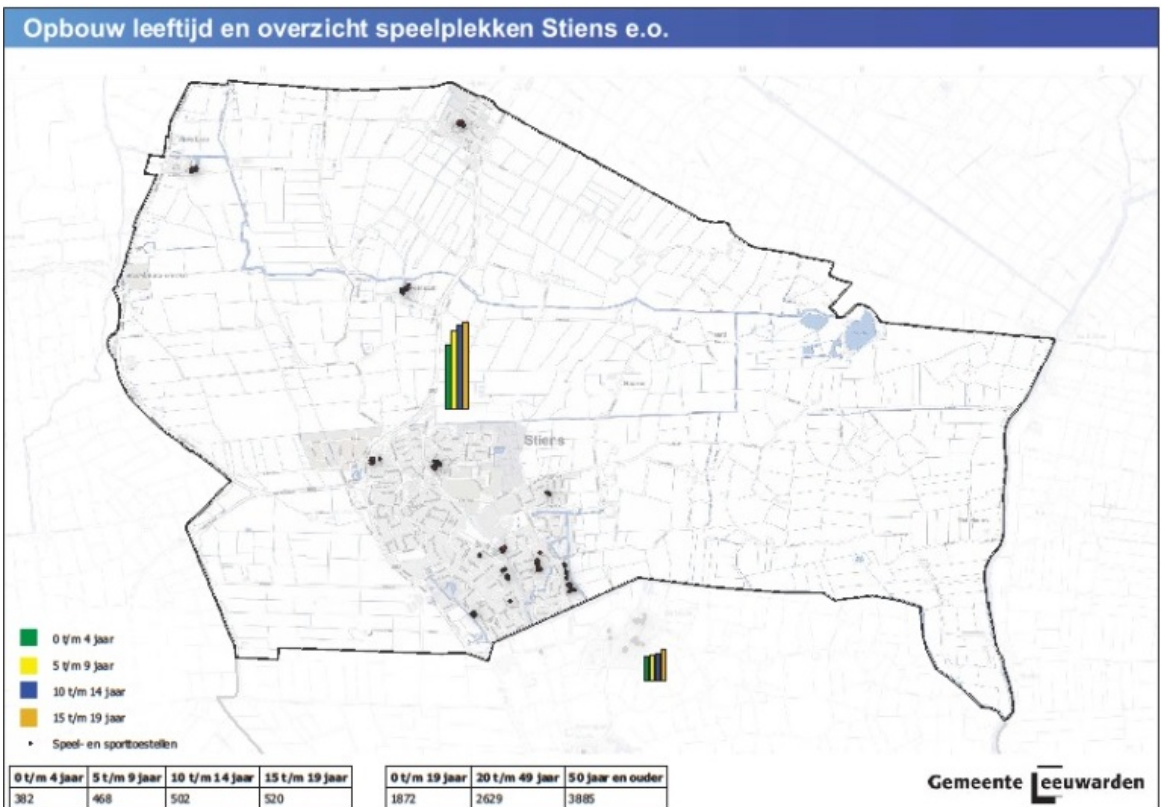 Opbouw leeftijd en overzicht speelplekken Stiens e.o.
Stiens
0 t/m 4 jaar
5 t/m 9 jaar
10 t/m 14 jaar
15 t/m 19 jaar
Speel- en sporttoestellen
0 t/m 4 jaar 5 t/m 9 jaar 10 t/m 14 jaar 15 t/m 19 jaar
382 468 502 520
0 t/m 19 jaar 20 t/m 49 jaar 50 jaar en ouder
1872 2629 3885
Gemeente Leeuwarden